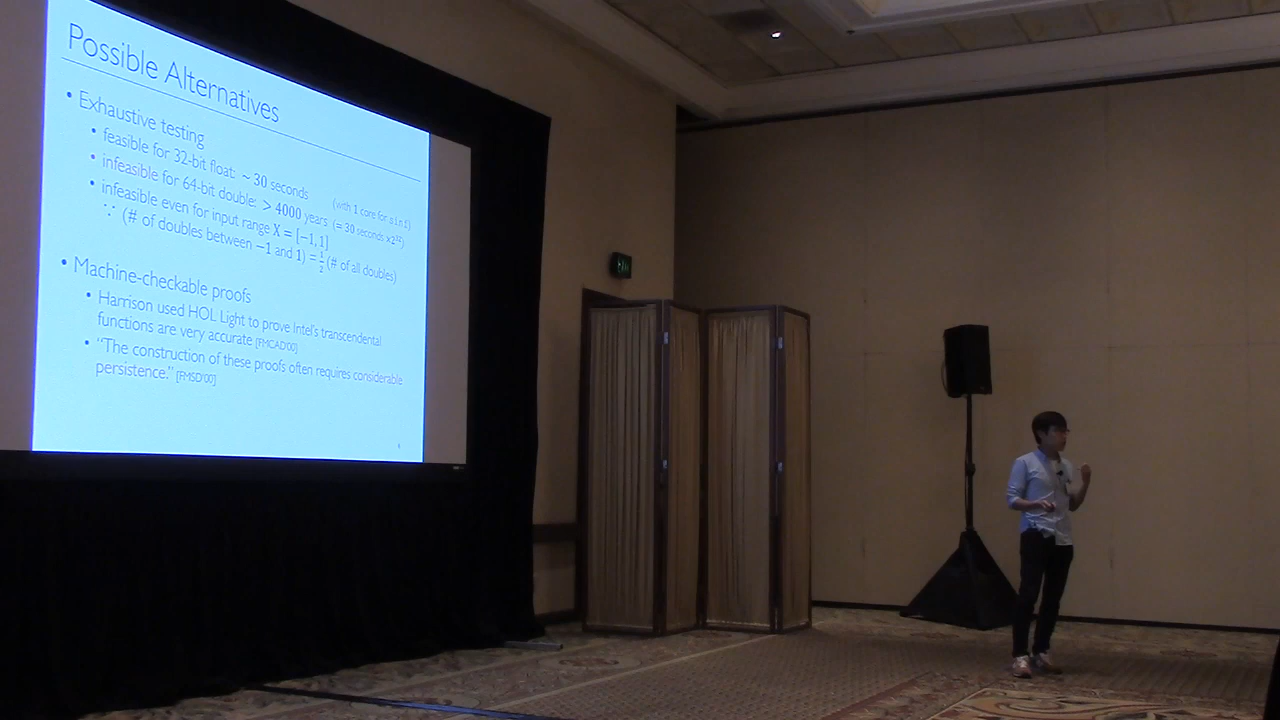 Possible Alternatives
• Exhaustive testing
• feasible for 32-bit float: ~ 30 seconds (with 1 core for sinf)
• infeasible for 64-bit double: > 4000 years (= 30 seconds ×2³²)
• infeasible even for input range X = [−1, 1]
∵ (# of doubles between −1 and 1) = ½ (# of all doubles)
• Machine-checkable proofs
• Harrison used HOL Light to prove Intel's transcendental
functions are very accurate [FMCAD'00]
• "The construction of these proofs often requires considerable
persistence." [FMSD'00]